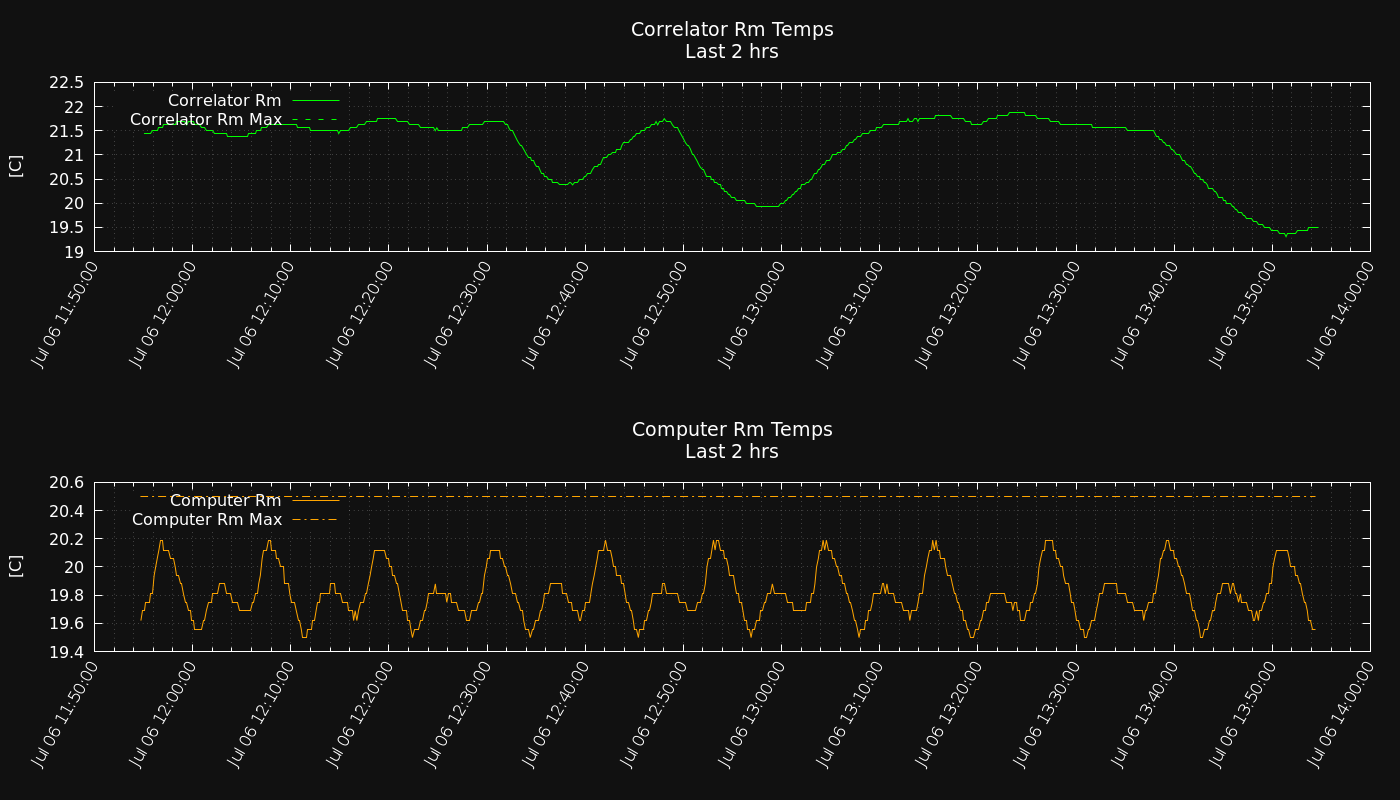 Correlator Rm Temps
Last 2 hrs
Correlator Rm
Correlator Rm Max
[C]
22.5
22
21.5
21
20.5
20
19.5
19
Jul 06 11:50:00
Jul 06 12:00:00
Jul 06 12:10:00
Jul 06 12:20:00
Jul 06 12:30:00
Jul 06 12:40:00
Jul 06 12:50:00
Jul 06 13:00:00
Jul 06 13:10:00
Jul 06 13:20:00
Jul 06 13:30:00
Jul 06 13:40:00
Jul 06 13:50:00
Jul 06 14:00:00
Computer Rm Temps
Last 2 hrs
Computer Rm
Computer Rm Max
[C]
20.6
20.4
20.2
20
19.8
19.6
19.4
Jul 06 11:50:00
Jul 06 12:00:00
Jul 06 12:10:00
Jul 06 12:20:00
Jul 06 12:30:00
Jul 06 12:40:00
Jul 06 12:50:00
Jul 06 13:00:00
Jul 06 13:10:00
Jul 06 13:20:00
Jul 06 13:30:00
Jul 06 13:40:00
Jul 06 13:50:00
Jul 06 14:00:00